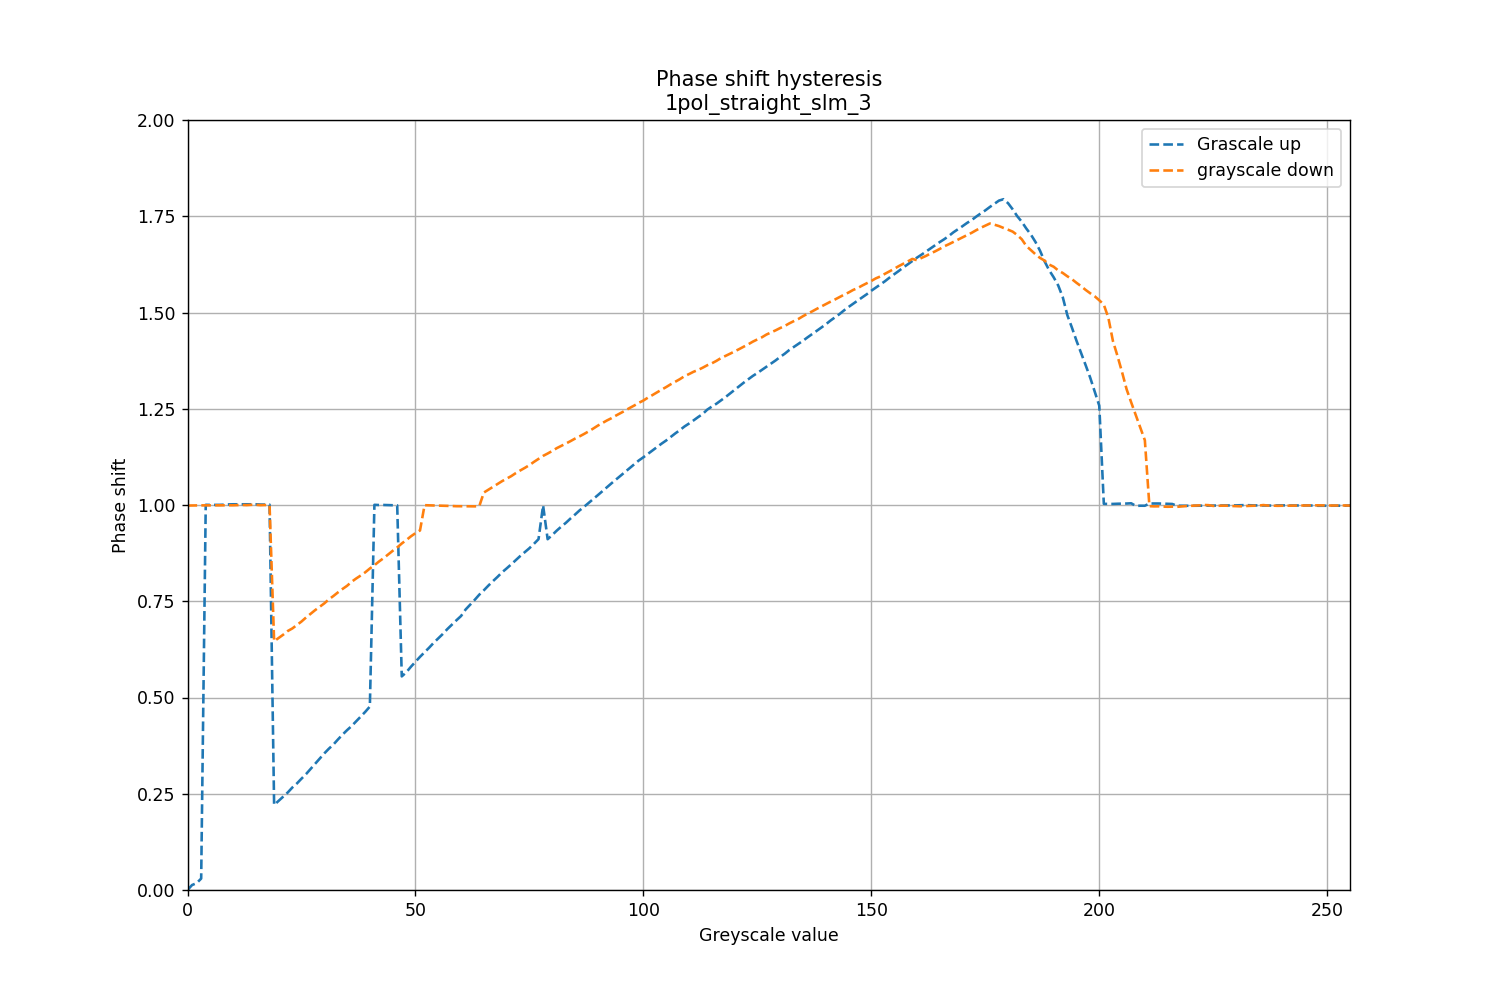 Phase shift hysteresis
1pol_straight_slm_3
2.00
1.75
1.50
1.25
1.00
0.75
0.50
0.25
0.00
Phase shift
Grascale up
grayscale down
0 50 100 150 200 250
Greyscale value